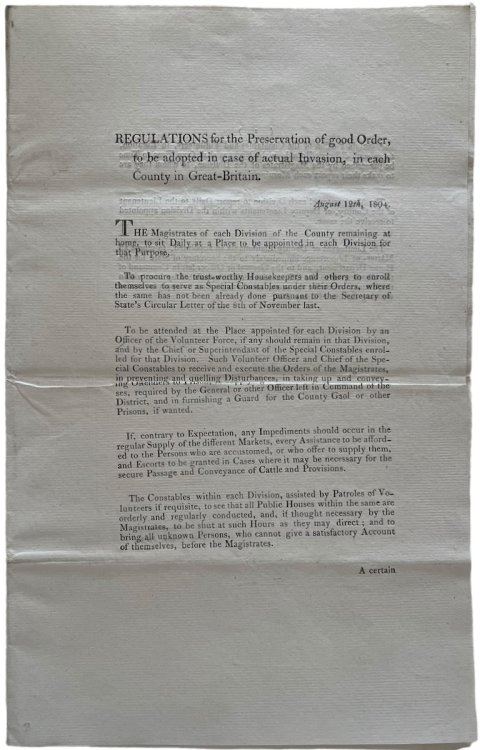 REGULATIONS for the Preservation of good Order,
to be adopted in case of actual Invasion, in each
County in Great-Britain.
August 12th, 1804.
THE Magistrates of each Division of the County remaining at
home, to sit Daily at a Place to be appointed in each Division for
that Purpose.
To procure the trust-worthy Housekeepers and others to enroll
themselves to serve as Special Constables under their Orders, where
the same has not been already done pursuant to the Secretary of
State's Circular Letter of the 8th of November last.
To be attended at the Place appointed for each Division by an
Officer of the Volunteer Force, if any should remain in that Division,
and by the Chief or Superintendant of the Special Constables enrol-
led for that Division. Such Volunteer Officer and Chief of the Spe-
cial Constables to receive and execute the Orders of the Magistrates,
in preventing and quelling Disturbances, in taking up and convey-
ing Offenders to
ses, required by the General or other Officer left in Command of the
District, and in furnishing a Guard for the County Gaol or other
Prisons, if wanted.
If, contrary to Expectation, any Impediments should occur in the
regular Supply of the different Markets, every Assistance to be afford-
ed to the Persons who are accustomed, or who offer to supply them,
and Escorts to be granted in Cases where it may be necessary for the
secure Passage and Conveyance of Cattle and Provisions.
The Constables within each Division, assisted by Patroles of Vo-
lunteers if requisite, to see that all Public Houses within the same are
orderly and regularly conducted, and, if thought necessary by the
Magistrates, to be shut at such Hours as they may direct; and to
bring all unknown Persons, who cannot give a satisfactory Account
of themselves, before the Magistrates.
A certain